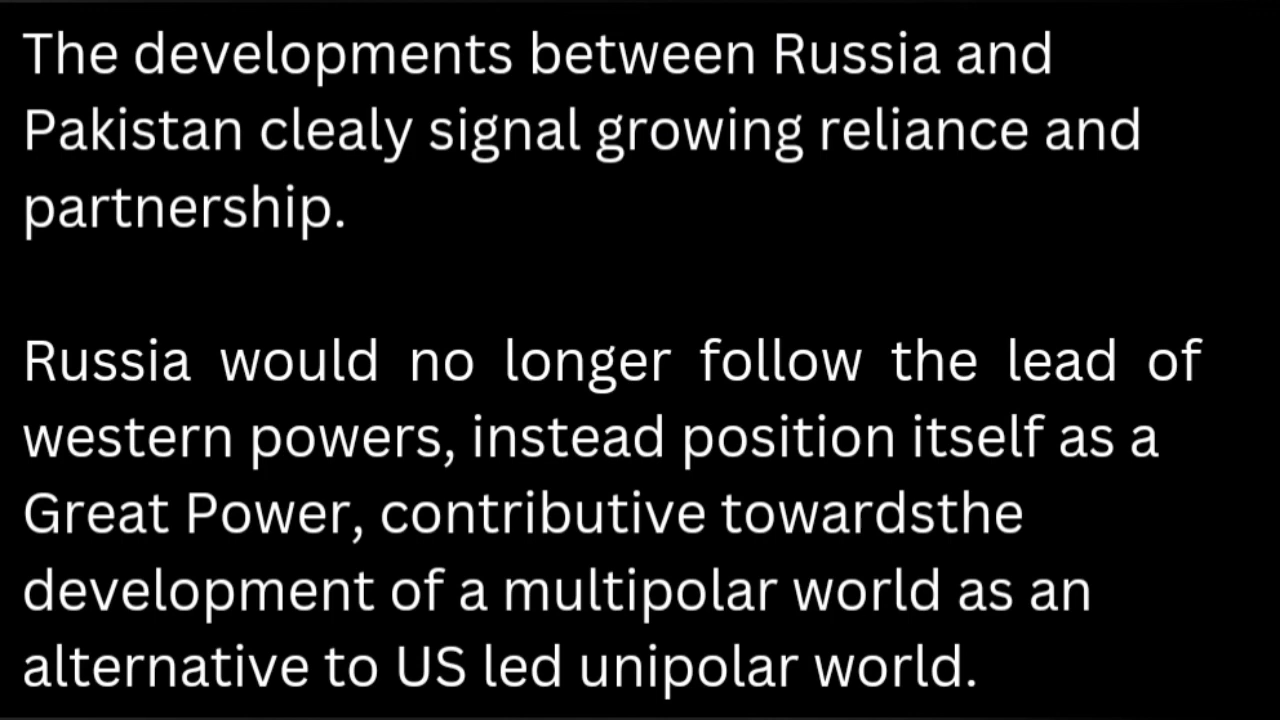 The developments between Russia and
Pakistan clealy signal growing reliance and
partnership.
Russia would no longer follow the lead of
western powers, instead position itself as a
Great Power, contributive towardsthe
development of a multipolar world as an
alternative to US led unipolar world.